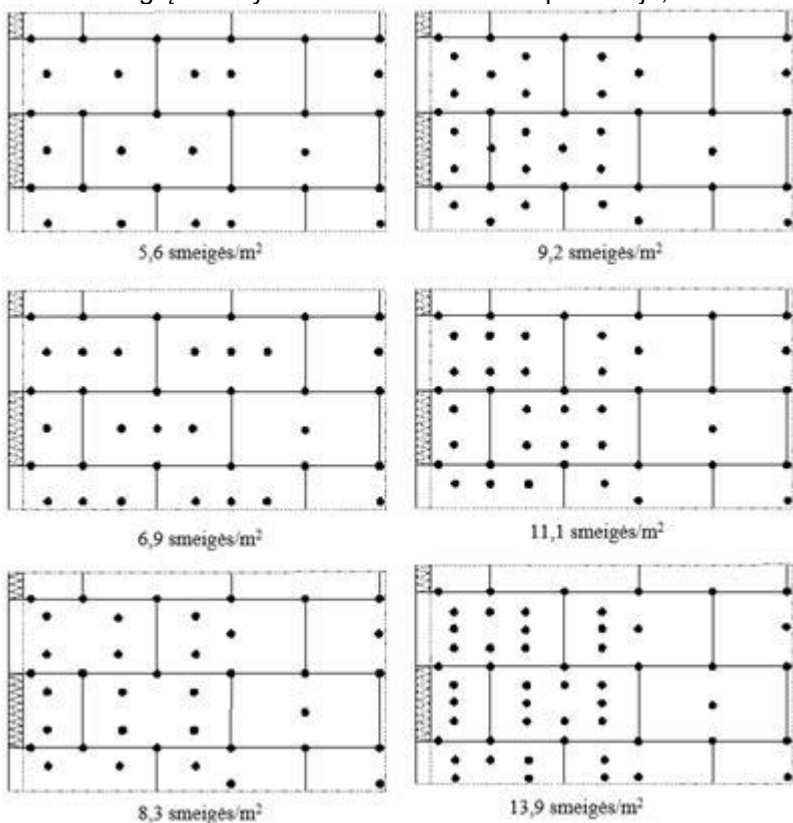 5,6 smeigės/m²
9,2 smeigės/m²
6,9 smeigės/m²
11,1 smeigės/m²
8,3 smeigės/m²
13,9 smeigės/m²